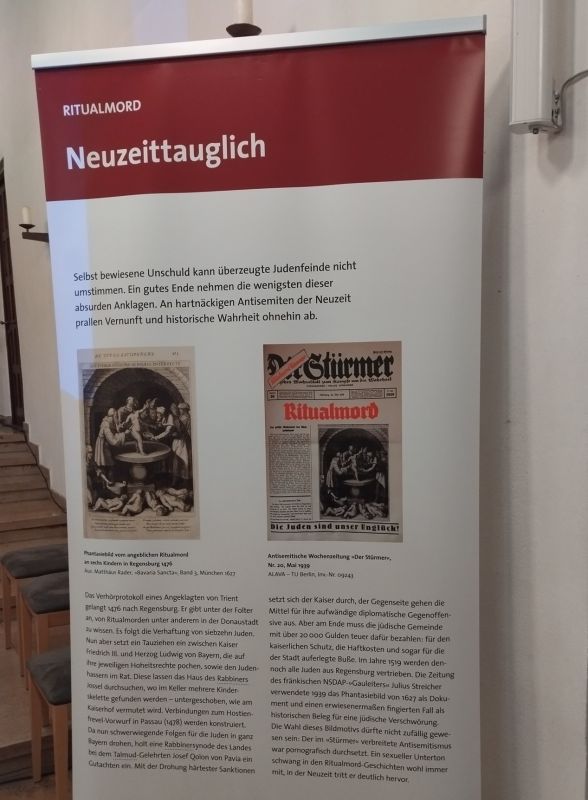 RITUALMORD
Neuzeittauglich
Selbst bewiesene Unschuld kann überzeugte Judenfeinde nicht
umstimmen. Ein gutes Ende nehmen die wenigsten dieser
absurden Anklagen. An hartnäckigen Antisemiten der Neuzeit
prallen Vernunft und historische Wahrheit ohnehin ab.
Der Stürmer
Ritualmord
Die Juden sind unser Unglück!
Phantasiebild vom angeblichen Ritualmord
an sechs Kindern in Regensburg 1476
Aus: Matthäus Rader, »Bavaria Sancta«, Band 3, München 1627
Antisemitische Wochenzeitung »Der Stürmer«,
Nr. 20, Mai 1939
ALAVA – TU Berlin, Inv.-Nr. 09243
Das Verhörprotokoll eines Angeklagten von Trient
gelangt 1476 nach Regensburg. Er gibt unter der Folter
an, von Ritualmorden unter anderem in der Donaustadt
zu wissen. Es folgt die Verhaftung von siebzehn Juden.
Nun aber setzt ein Tauziehen ein zwischen Kaiser
Friedrich III. und Herzog Ludwig von Bayern, die auf
ihre jeweiligen Hoheitsrechte pochen, sowie den Juden-
hassern im Rat. Diese lassen das Haus des Rabbiners
Jossel durchsuchen, wo im Keller mehrere Kinder-
skelette gefunden werden – untergeschoben, wie am
Kaiserhof vermutet wird. Verbindungen zum Hostien-
frevel-Vorwurf in Passau (1478) werden konstruiert.
Da nun schwerwiegende Folgen für die Juden in ganz
Bayern drohen, holt eine Rabbinersynode des Landes
bei dem Talmud-Gelehrten Josef Qolon von Pavia ein
Gutachten ein. Mit der Drohung härtester Sanktionen
setzt sich der Kaiser durch, der Gegenseite gehen die
Mittel für ihre aufwändige diplomatische Gegenoffen-
sive aus. Aber am Ende muss die jüdische Gemeinde
mit über 20 000 Gulden teuer dafür bezahlen: für den
kaiserlichen Schutz, die Haftkosten und sogar für die
der Stadt auferlegte Buße. Im Jahre 1519 werden den-
noch alle Juden aus Regensburg vertrieben. Die Zeitung
des fränkischen NSDAP-»Gauleiters« Julius Streicher
verwendete 1939 das Phantasiebild von 1627 als Doku-
ment und einen erwiesenermaßen fingierten Fall als
historischen Beleg für eine jüdische Verschwörung.
Die Wahl dieses Bildmotivs dürfte nicht zufällig gewe-
sen sein: Der im »Stürmer« verbreitete Antisemitismus
war pornografisch durchsetzt. Ein sexueller Unterton
schwang in den Ritualmord-Geschichten wohl immer
mit, in der Neuzeit tritt er deutlich hervor.